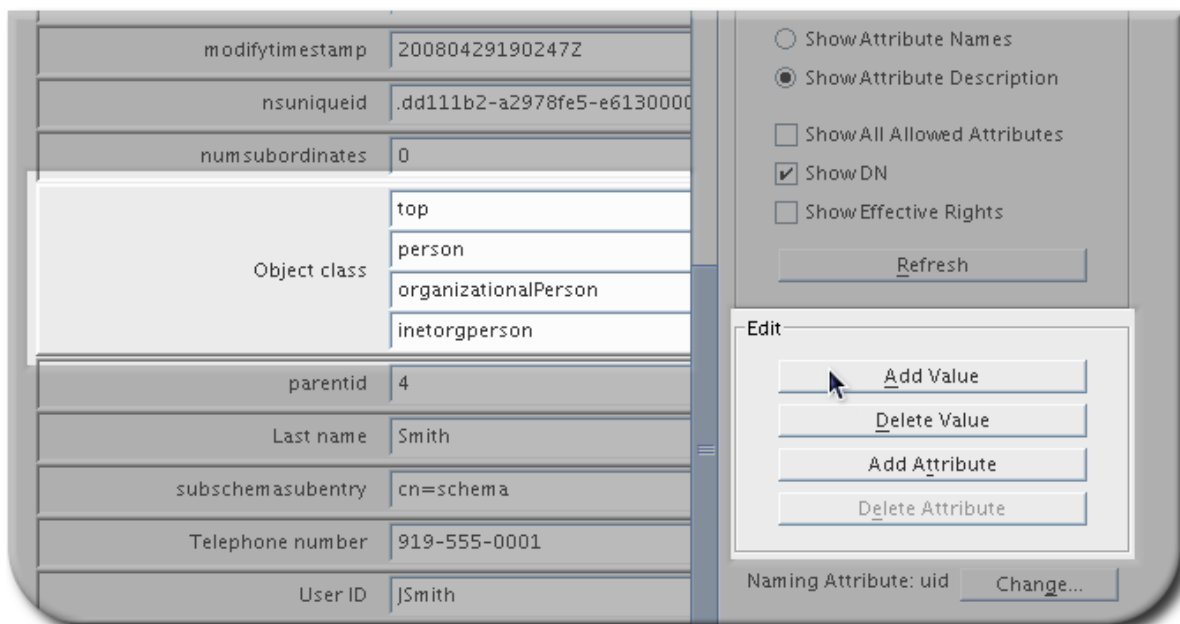 modifytimestamp 20080429190247Z
nsuniqueid .dd111b2-a2978fe5-e6130000
numsubordinates 0
Object class
top
person
organizationalPerson
inetorgperson
parentid 4
Last name Smith
subschemasubentry cn=schema
Telephone number 919-555-0001
User ID JSmith
Show Attribute Names
Show Attribute Description
Show All Allowed Attributes
Show DN
Show Effective Rights
Refresh
Edit
Add Value
Delete Value
Add Attribute
Delete Attribute
Naming Attribute: uid Change...